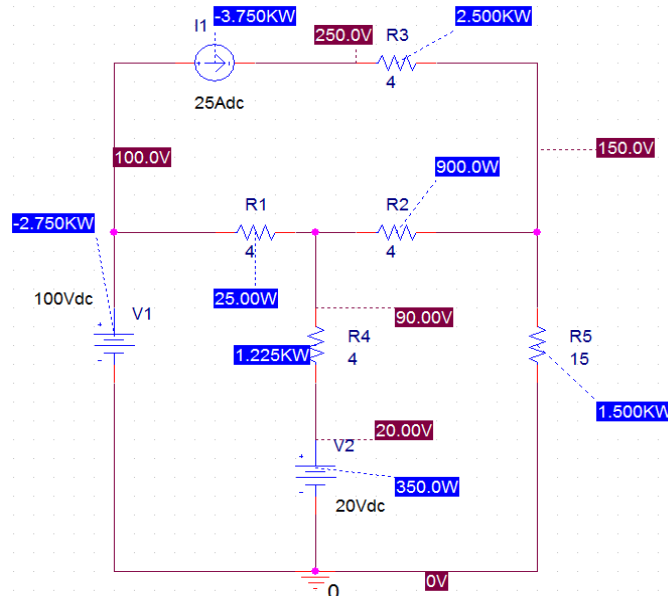 -3.750KW
2.500KW
I1
250.0V
R3
4
25Adc
100.0V
150.0V
900.0W
R1
R2
-2.750KW
4
4
100Vdc
25.00W
V1
90.00V
R4
R5
1.225KW
4
15
20.00V
1.500KW
V2
350.0W
20Vdc
0V
0